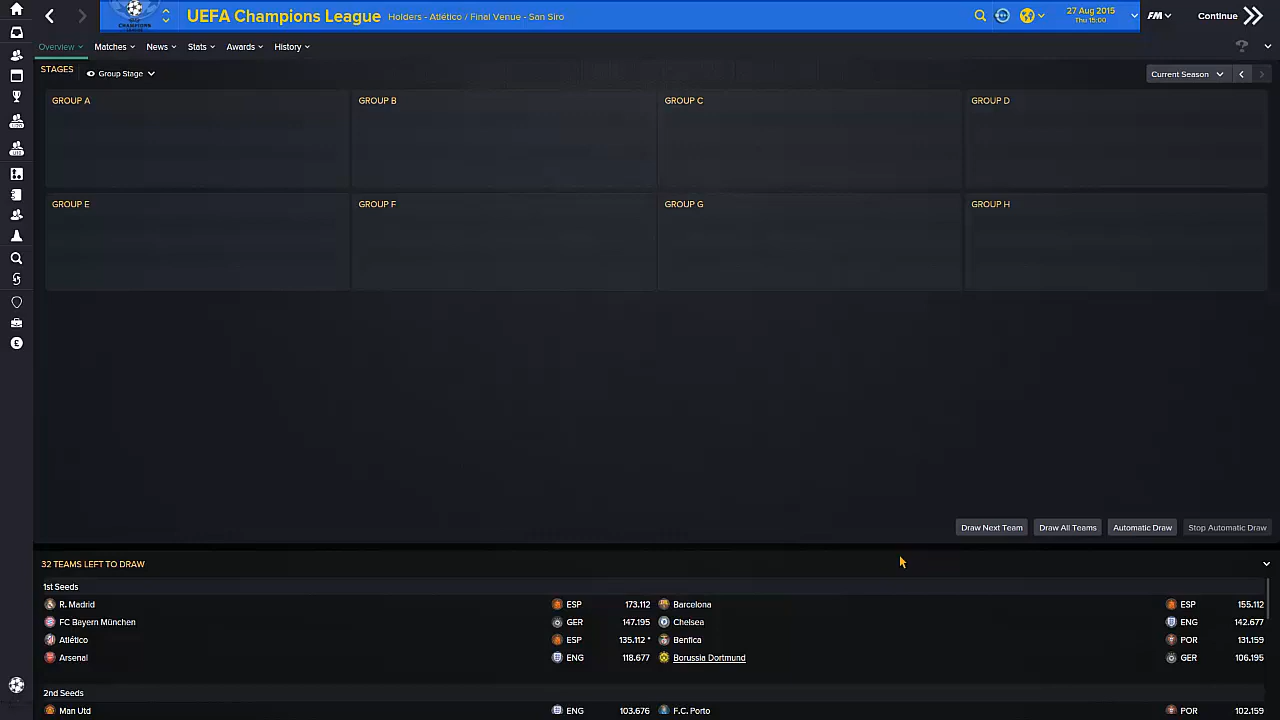 UEFA Champions League Holders - Atlético / Final Venue - San Siro
27 Aug 2015
Thu 15:00
FM
Continue
Overview Matches News Stats Awards History
STAGES Group Stage Current Season
GROUP A GROUP B GROUP C GROUP D
GROUP E GROUP F GROUP G GROUP H
Draw Next Team Draw All Teams Automatic Draw Stop Automatic Draw
32 TEAMS LEFT TO DRAW
1st Seeds
R. Madrid ESP 173.112 Barcelona ESP 155.112
FC Bayern München GER 147.195 Chelsea ENG 142.677
Atlético ESP 135.112 * Benfica POR 131.159
Arsenal ENG 118.677 Borussia Dortmund GER 106.195
2nd Seeds
Man Utd ENG 103.676 F.C. Porto POR 102.159